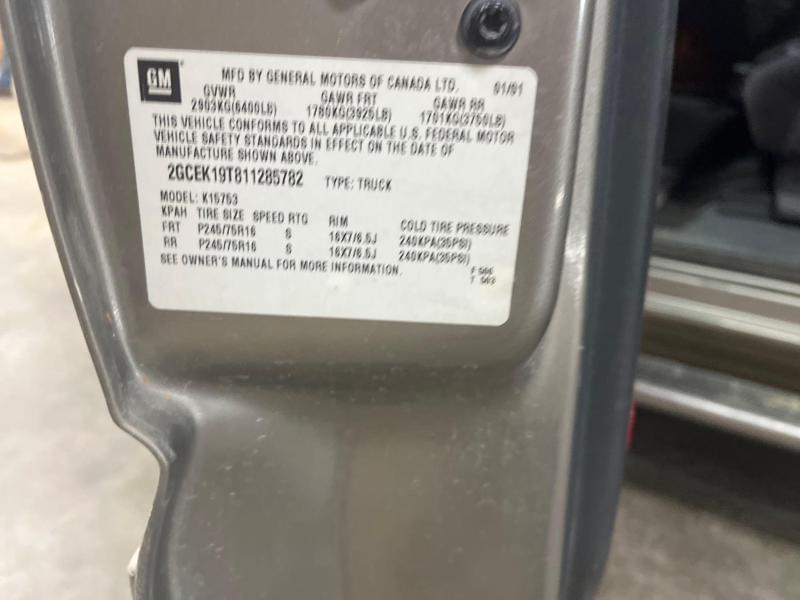 GM
MFD BY GENERAL MOTORS OF CANADA LTD. 01/01
GVWR GAWR FRT GAWR RR
2903KG(6400LB) 1780KG(3925LB) 1701KG(3750LB)
THIS VEHICLE CONFORMS TO ALL APPLICABLE U.S. FEDERAL MOTOR
VEHICLE SAFETY STANDARDS IN EFFECT ON THE DATE OF
MANUFACTURE SHOWN ABOVE.
2GCEK19T811285782 TYPE: TRUCK
MODEL: K15753
KPAH TIRE SIZE SPEED RTG RIM COLD TIRE PRESSURE
FRT P245/75R16 S 16X7/6.5J 240KPA(35PSI)
RR P245/75R16 S 16X7/6.5J 240KPA(35PSI)
SEE OWNER'S MANUAL FOR MORE INFORMATION.